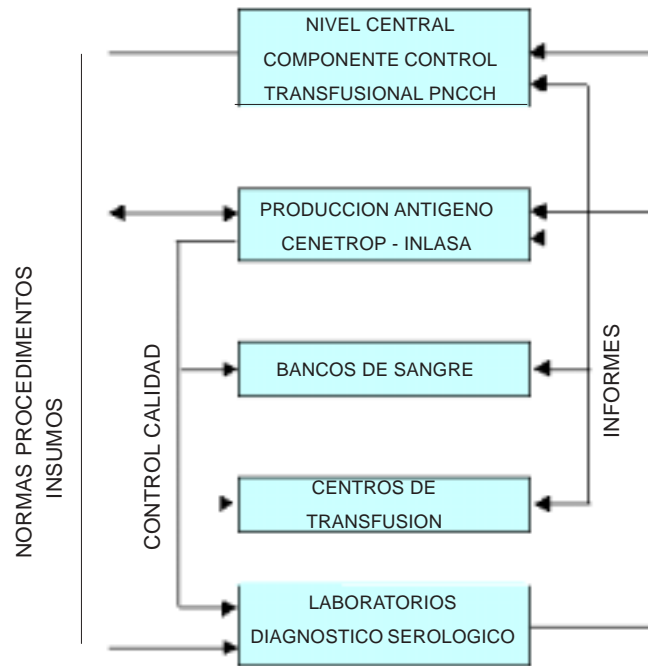 NIVEL CENTRAL
COMPONENTE CONTROL
TRANSFUSIONAL PNCCH
PRODUCCION ANTIGENO
CENETROP - INLASA
BANCOS DE SANGRE
CENTROS DE
TRANSFUSION
LABORATORIOS
DIAGNOSTICO SEROLOGICO
NORMAS PROCEDIMENTOS
INSUMOS
CONTROL CALIDAD
INFORMES